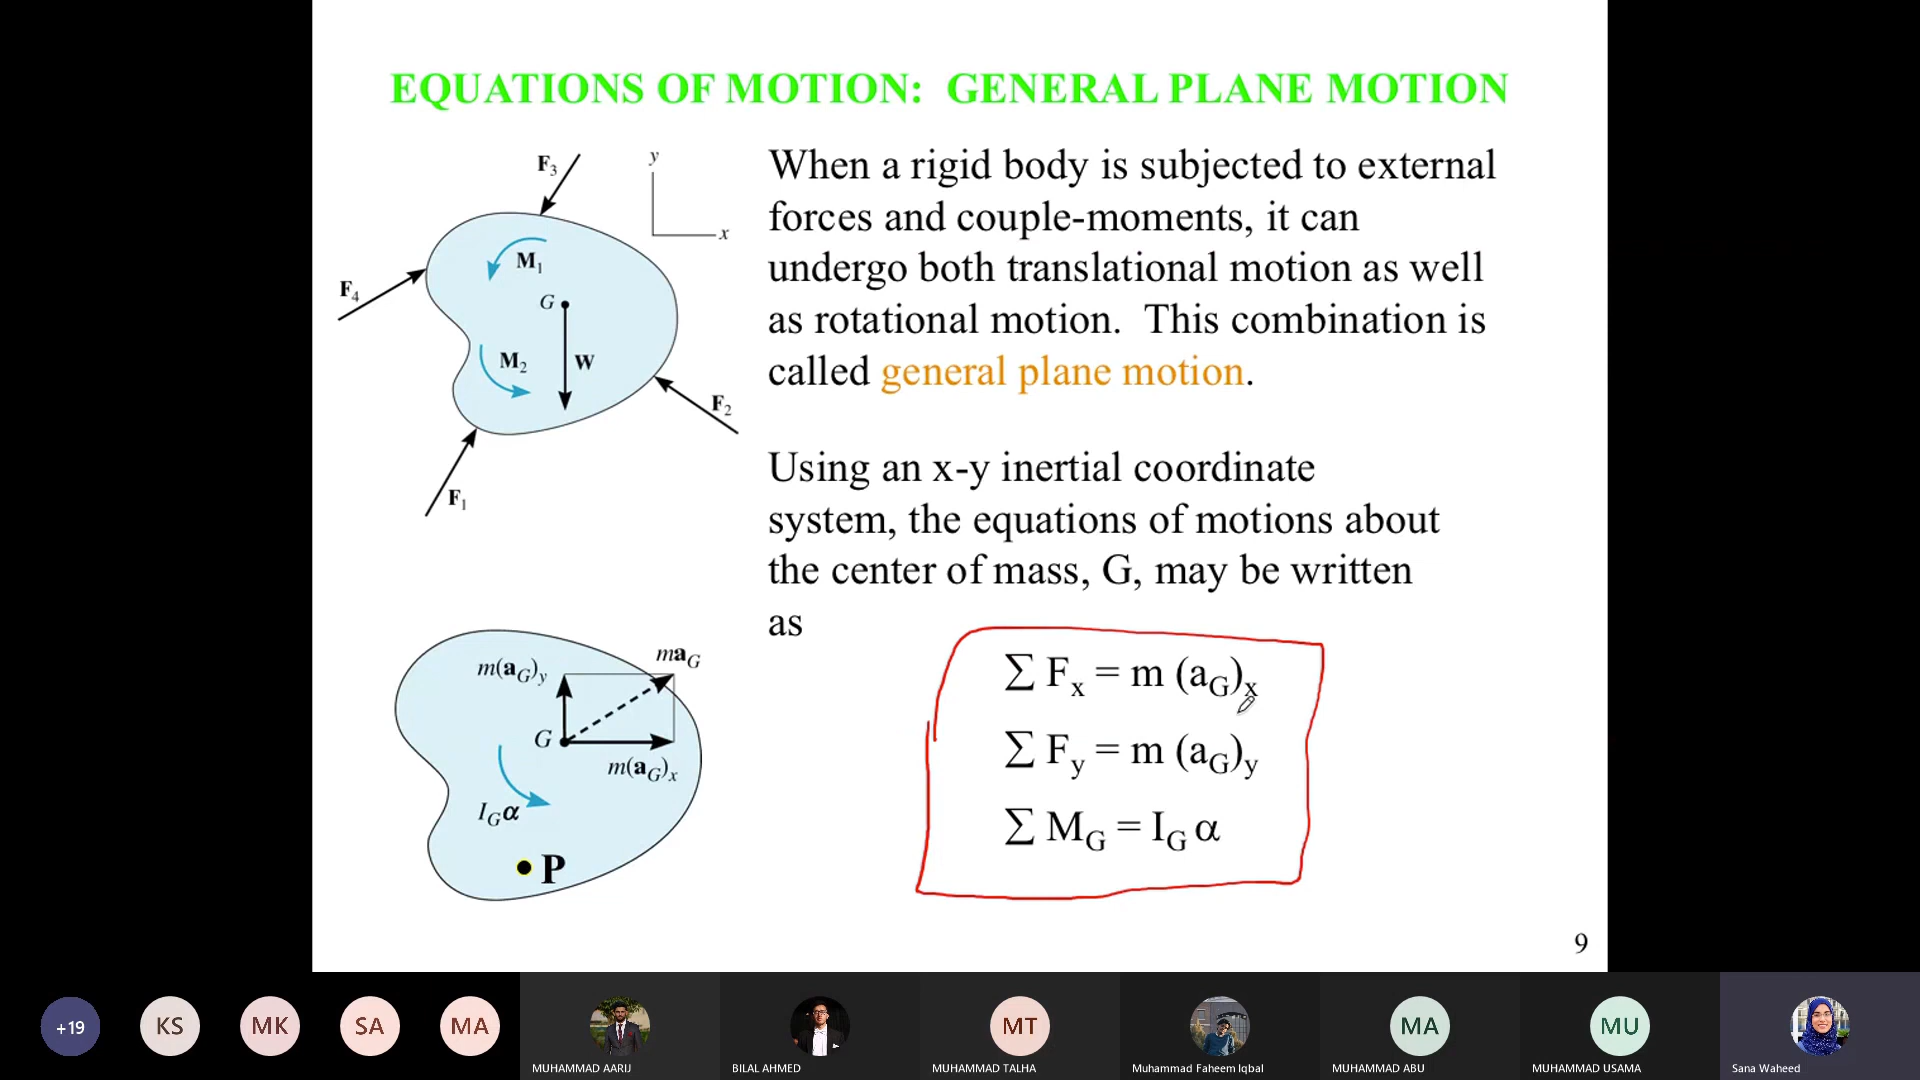 EQUATIONS OF MOTION: GENERAL PLANE MOTION
F3
y
x
F4
M1
G
M2
W
F2
F1
When a rigid body is subjected to external
forces and couple-moments, it can
undergo both translational motion as well
as rotational motion. This combination is
called general plane motion.
Using an x-y inertial coordinate
system, the equations of motions about
the center of mass, G, may be written
as
m(aG)y
maG
G
m(aG)x
IGα
P
∑ Fx = m (aG)x
∑ Fy = m (aG)y
∑ MG = IG α
9
+19
KS
MK
SA
MA
MUHAMMAD AARIJ
BILAL AHMED
MT
MUHAMMAD TALHA
Muhammad Faheem Iqbal
MA
MUHAMMAD ABU
MU
MUHAMMAD USAMA
Sana Waheed